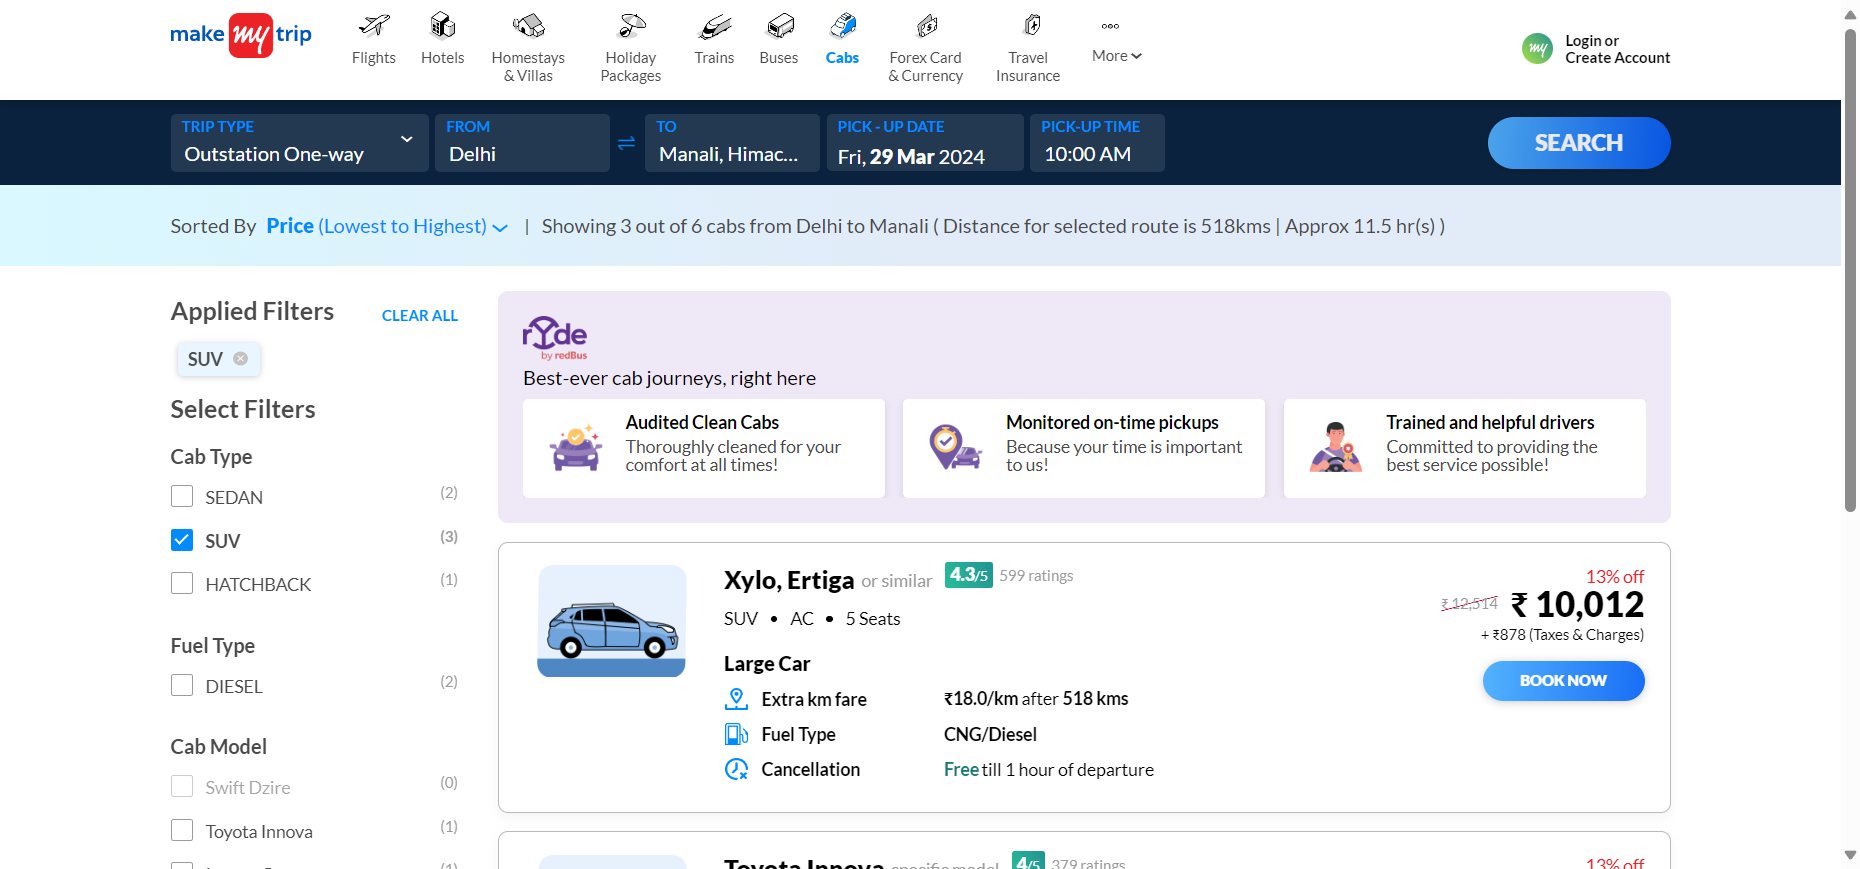 make my trip
Flights
Hotels
Homestays
& Villas
Holiday
Packages
Trains
Buses
Cabs
Forex Card
& Currency
Travel
Insurance
More
my
Login or
Create Account
TRIP TYPE
Outstation One-way
FROM
Delhi
TO
Manali, Himac...
PICK - UP DATE
Fri, 29 Mar 2024
PICK-UP TIME
10:00 AM
SEARCH
Sorted By Price (Lowest to Highest) | Showing 3 out of 6 cabs from Delhi to Manali ( Distance for selected route is 518kms | Approx 11.5 hr(s) )
Applied Filters
CLEAR ALL
SUV
Select Filters
Cab Type
SEDAN (2)
SUV (3)
HATCHBACK (1)
Fuel Type
DIESEL (2)
Cab Model
Swift Dzire (0)
Toyota Innova (1)
rYde
by redBus
Best-ever cab journeys, right here
Audited Clean Cabs
Thoroughly cleaned for your
comfort at all times!
Monitored on-time pickups
Because your time is important
to us!
Trained and helpful drivers
Committed to providing the
best service possible!
Xylo, Ertiga or similar 4.3/5 599 ratings
SUV • AC • 5 Seats
Large Car
Extra km fare ₹18.0/km after 518 kms
Fuel Type CNG/Diesel
Cancellation Free till 1 hour of departure
13% off
₹ 12,514 ₹ 10,012
+ ₹878 (Taxes & Charges)
BOOK NOW
Toyota Innova specific model 4/5 379 ratings
13% off